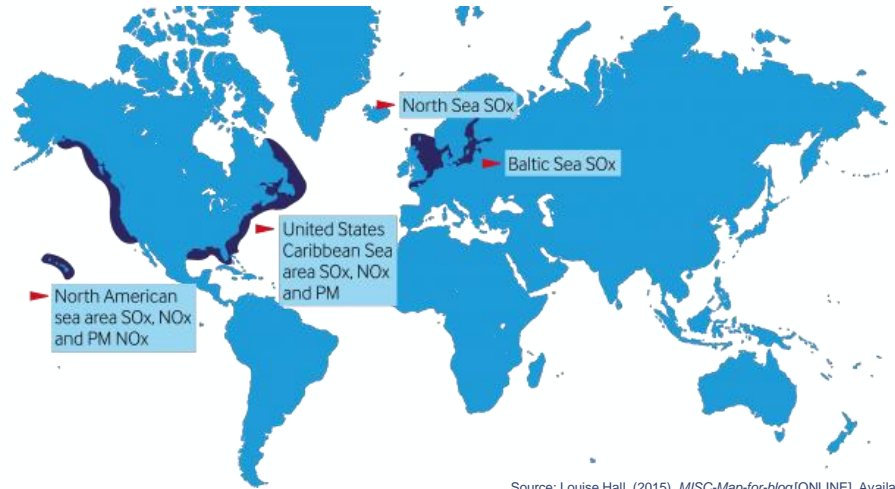 North Sea SOx
Baltic Sea SOx
United States
Caribbean Sea
area SOx, NOx
and PM
North American
sea area SOx, NOx
and PM NOx
Source: Louise Hall. (2015). MISC-Map-for-blog[ONLINE]. Availa